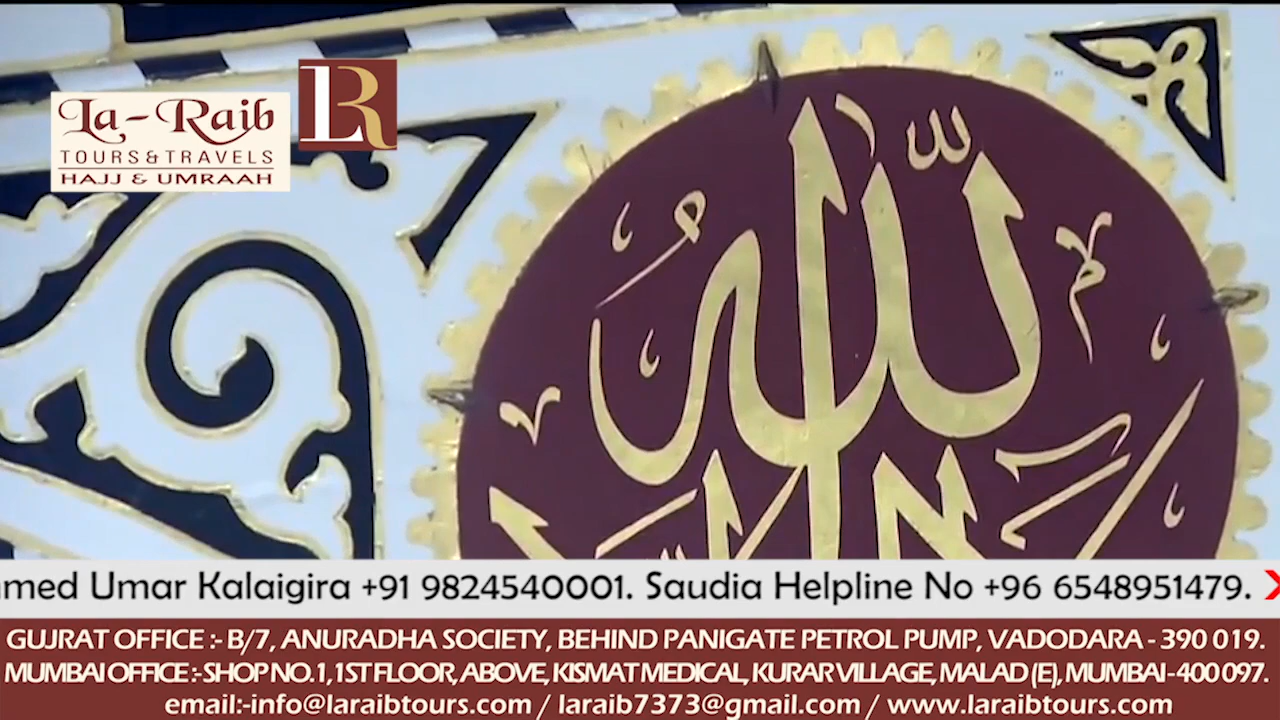 La-Raib
TOURS & TRAVELS
HAJJ & UMRAAH
LR
الله
Umar Kalaigira +91 9824540001. Saudia Helpline No +96 6548951479.
GUJRAT OFFICE :- B/7, ANURADHA SOCIETY, BEHIND PANIGATE PETROL PUMP, VADODARA - 390 019.
MUMBAI OFFICE :- SHOP NO. 1, 1ST FLOOR, ABOVE, KISMAT MEDICAL, KURAR VILLAGE, MALAD (E), MUMBAI - 400 097.
email:-info@laraibtours.com / laraib7373@gmail.com / www.laraibtours.com